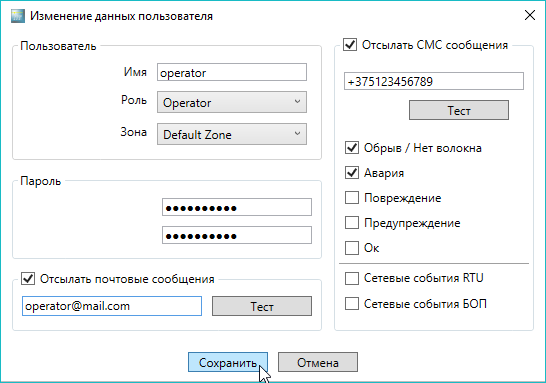 Изменение данных пользователя
Пользователь
Имя operator
Роль Operator
Зона Default Zone
Пароль
●●●●●●●●●●
●●●●●●●●●●
Отсылать почтовые сообщения
operator@mail.com Тест
Отсылать СМС сообщения
+375123456789
Тест
Обрыв / Нет волокна
Авария
Повреждение
Предупреждение
Ок
Сетевые события RTU
Сетевые события БОП
Сохранить Отмена